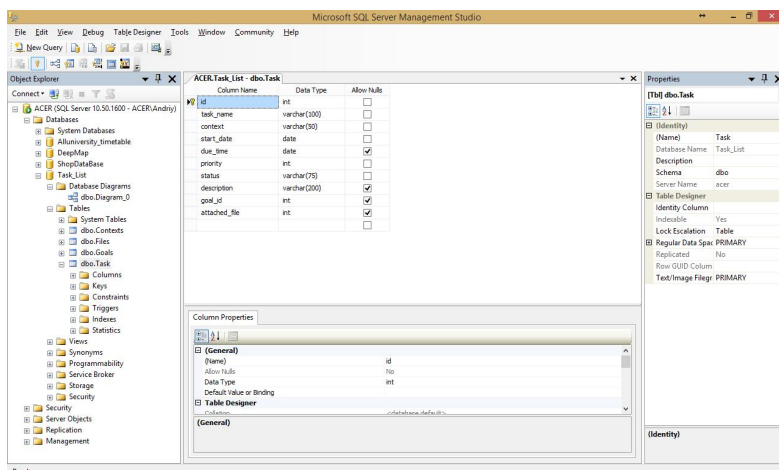 Microsoft SQL Server Management Studio
File Edit View Debug Table Designer Tools Window Community Help
New Query
Object Explorer
Connect
ACER (SQL Server 10.50.1600 - ACER\Andriy)
Databases
System Databases
Alluniversity_timetable
DeepMap
ShopDataBase
Task_List
Database Diagrams
dbo.Diagram_0
Tables
System Tables
dbo.Contexts
dbo.Files
dbo.Goals
dbo.Task
Columns
Keys
Constraints
Triggers
Indexes
Statistics
Views
Synonyms
Programmability
Service Broker
Storage
Security
Security
Server Objects
Replication
Management
ACER.Task_List - dbo.Task
Column Name Data Type Allow Nulls
id int
task_name varchar(100)
context varchar(50)
start_date date
due_time date
priority int
status varchar(75)
description varchar(200)
goal_id int
attached_file int
Column Properties
(General)
(Name) id
Allow Nulls No
Data Type int
Default Value or Binding
Table Designer
Collation <database default>
(General)
Properties
[Tbl] dbo.Task
(Identity)
(Name) Task
Database Name Task_List
Description
Schema dbo
Server Name acer
Table Designer
Identity Column
Indexable Yes
Lock Escalation Table
Regular Data Spac PRIMARY
Replicated No
Row GUID Colum
Text/Image Filegr PRIMARY
(Identity)